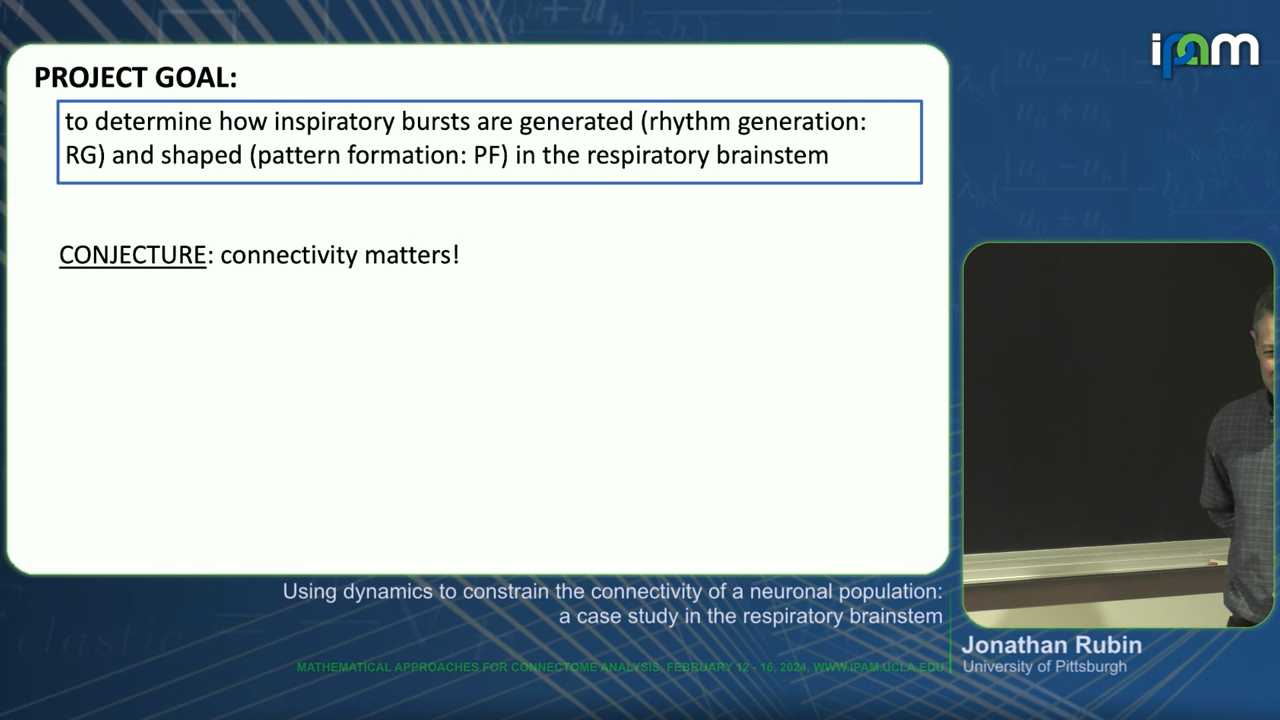 ipam
PROJECT GOAL:
to determine how inspiratory bursts are generated (rhythm generation:
RG) and shaped (pattern formation: PF) in the respiratory brainstem
CONJECTURE: connectivity matters!
Using dynamics to constrain the connectivity of a neuronal population:
a case study in the respiratory brainstem
Jonathan Rubin
University of Pittsburgh
MATHEMATICAL APPROACHES FOR CONNECTOME ANALYSIS, FEBRUARY 12 - 16, 2024, WWW.IPAM.UCLA.EDU
elastic